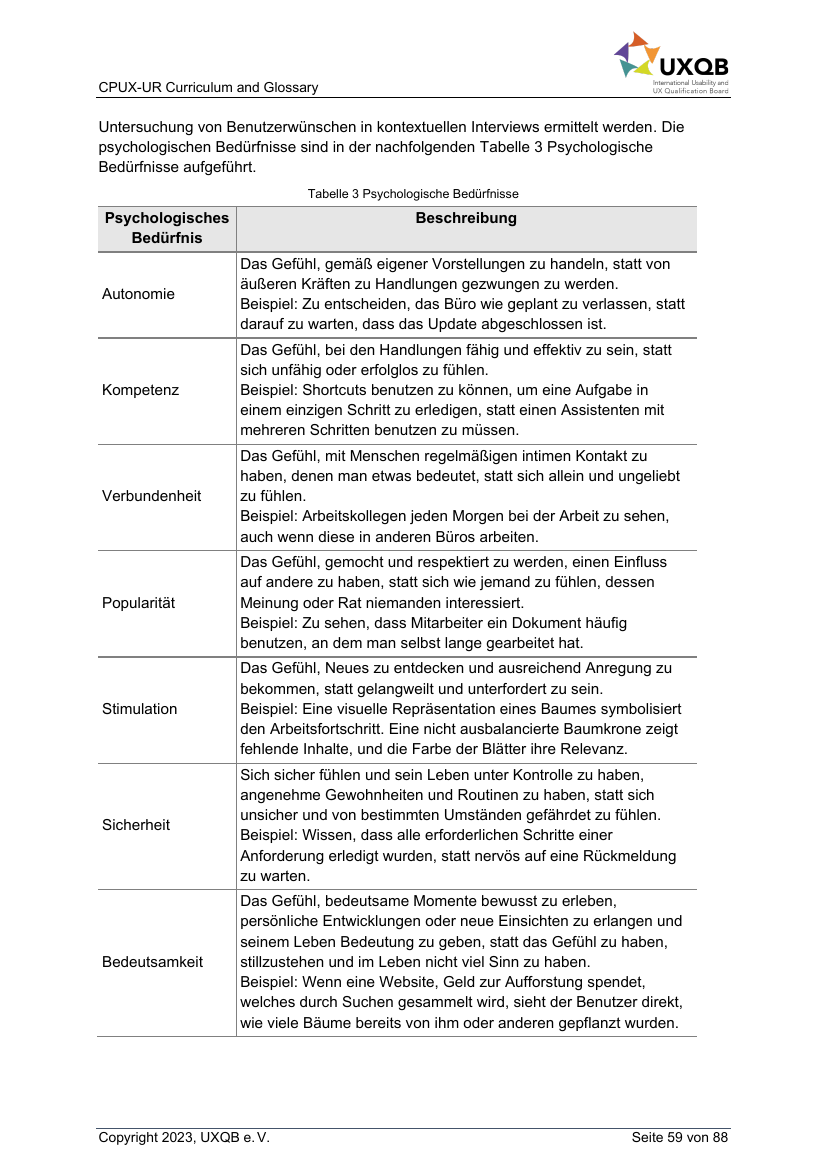 UXQB
International Usability and
UX Qualification Board
CPUX-UR Curriculum and Glossary
Untersuchung von Benutzerwünschen in kontextuellen Interviews ermittelt werden. Die
psychologischen Bedürfnisse sind in der nachfolgenden Tabelle 3 Psychologische
Bedürfnisse aufgeführt.
Tabelle 3 Psychologische Bedürfnisse
Psychologisches
Bedürfnis
Beschreibung
Autonomie
Das Gefühl, gemäß eigener Vorstellungen zu handeln, statt von
äußeren Kräften zu Handlungen gezwungen zu werden.
Beispiel: Zu entscheiden, das Büro wie geplant zu verlassen, statt
darauf zu warten, dass das Update abgeschlossen ist.
Kompetenz
Das Gefühl, bei den Handlungen fähig und effektiv zu sein, statt
sich unfähig oder erfolglos zu fühlen.
Beispiel: Shortcuts benutzen zu können, um eine Aufgabe in
einem einzigen Schritt zu erledigen, statt einen Assistenten mit
mehreren Schritten benutzen zu müssen.
Verbundenheit
Das Gefühl, mit Menschen regelmäßigen intimen Kontakt zu
haben, denen man etwas bedeutet, statt sich allein und ungeliebt
zu fühlen.
Beispiel: Arbeitskollegen jeden Morgen bei der Arbeit zu sehen,
auch wenn diese in anderen Büros arbeiten.
Popularität
Das Gefühl, gemocht und respektiert zu werden, einen Einfluss
auf andere zu haben, statt sich wie jemand zu fühlen, dessen
Meinung oder Rat niemanden interessiert.
Beispiel: Zu sehen, dass Mitarbeiter ein Dokument häufig
benutzen, an dem man selbst lange gearbeitet hat.
Stimulation
Das Gefühl, Neues zu entdecken und ausreichend Anregung zu
bekommen, statt gelangweilt und unterfordert zu sein.
Beispiel: Eine visuelle Repräsentation eines Baumes symbolisiert
den Arbeitsfortschritt. Eine nicht ausbalancierte Baumkrone zeigt
fehlende Inhalte, und die Farbe der Blätter ihre Relevanz.
Sicherheit
Sich sicher fühlen und sein Leben unter Kontrolle zu haben,
angenehme Gewohnheiten und Routinen zu haben, statt sich
unsicher und von bestimmten Umständen gefährdet zu fühlen.
Beispiel: Wissen, dass alle erforderlichen Schritte einer
Anforderung erledigt wurden, statt nervös auf eine Rückmeldung
zu warten.
Bedeutsamkeit
Das Gefühl, bedeutsame Momente bewusst zu erleben,
persönliche Entwicklungen oder neue Einsichten zu erlangen und
seinem Leben Bedeutung zu geben, statt das Gefühl zu haben,
stillzustehen und im Leben nicht viel Sinn zu haben.
Beispiel: Wenn eine Website, Geld zur Aufforstung spendet,
welches durch Suchen gesammelt wird, sieht der Benutzer direkt,
wie viele Bäume bereits von ihm oder anderen gepflanzt wurden.
Copyright 2023, UXQB e. V.
Seite 59 von 88